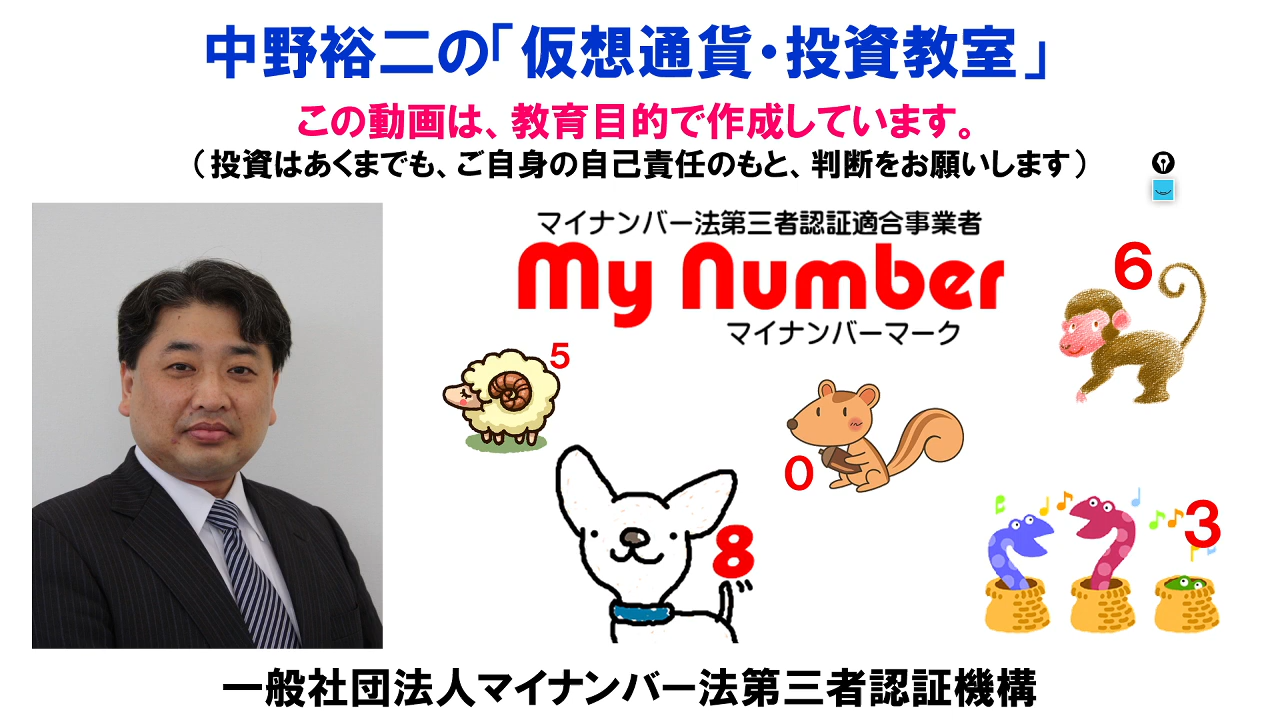 中野裕二の「仮想通貨・投資教室」
この動画は、教育目的で作成しています。
（投資はあくまでも、ご自身の自己責任のもと、判断をお願いします）
マイナンバー法第三者認証適合事業者
My Number
マイナンバーマーク
6
5
0
8
3
一般社団法人マイナンバー法第三者認証機構